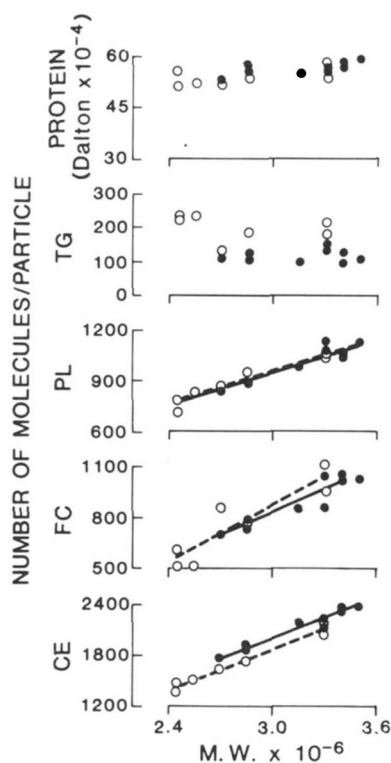 NUMBER OF MOLECULES/PARTICLE
PROTEIN
(Dalton x10⁻⁴)
60
45
30
TG
300
200
100
0
PL
1200
900
600
FC
1100
800
500
CE
2400
1800
1200
2.4 3.0 3.6
M.W. x 10⁻⁶